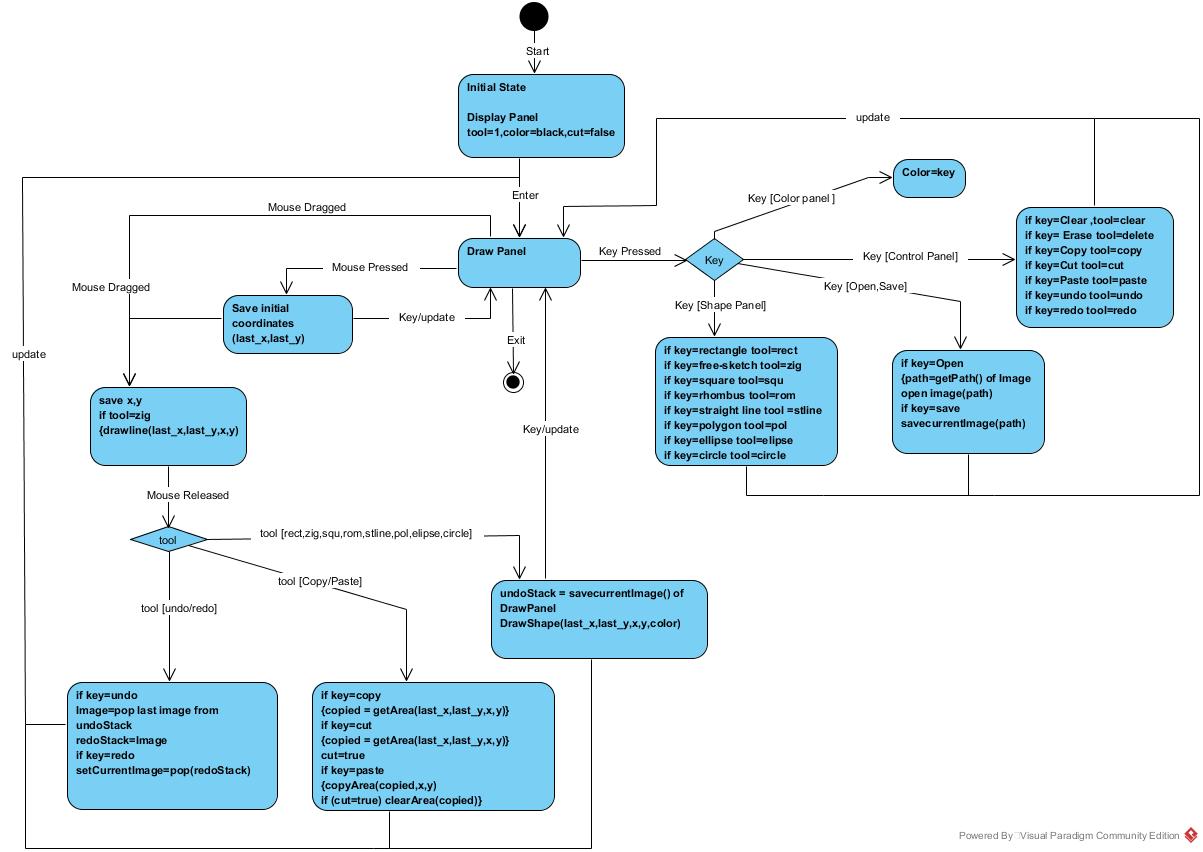 Start
Initial State
Display Panel
tool=1,color=black,cut=false
update
Enter
Color=key
Key [Color panel ]
Mouse Dragged
if key=Clear ,tool=clear
if key= Erase tool=delete
if key=Copy tool=copy
if key=Cut tool=cut
if key=Paste tool=paste
if key=undo tool=undo
if key=redo tool=redo
Draw Panel
Key Pressed
Key
Key [Control Panel]
Mouse Pressed
Mouse Dragged
Key [Open,Save]
Key [Shape Panel]
Save initial
coordinates
(last_x,last_y)
Key/update
Exit
update
if key=rectangle tool=rect
if key=free-sketch tool=zig
if key=square tool=squ
if key=rhombus tool=rom
if key=straight line tool =stline
if key=polygon tool=pol
if key=ellipse tool=elipse
if key=circle tool=circle
if key=Open
{path=getPath() of Image
open image(path)
if key=save
savecurrentImage(path)
save x,y
if tool=zig
{drawline(last_x,last_y,x,y)
Key/update
Mouse Released
tool
tool [rect,zig,squ,rom,stline,pol,elipse,circle]
tool [Copy/Paste]
tool [undo/redo]
undoStack = savecurrentImage() of
DrawPanel
DrawShape(last_x,last_y,x,y,color)
if key=undo
Image=pop last image from
undoStack
redoStack=Image
if key=redo
setCurrentImage=pop(redoStack)
if key=copy
{copied = getArea(last_x,last_y,x,y)}
if key=cut
{copied = getArea(last_x,last_y,x,y)}
cut=true
if key=paste
{copyArea(copied,x,y)
if (cut=true) clearArea(copied)}
Powered By Visual Paradigm Community Edition